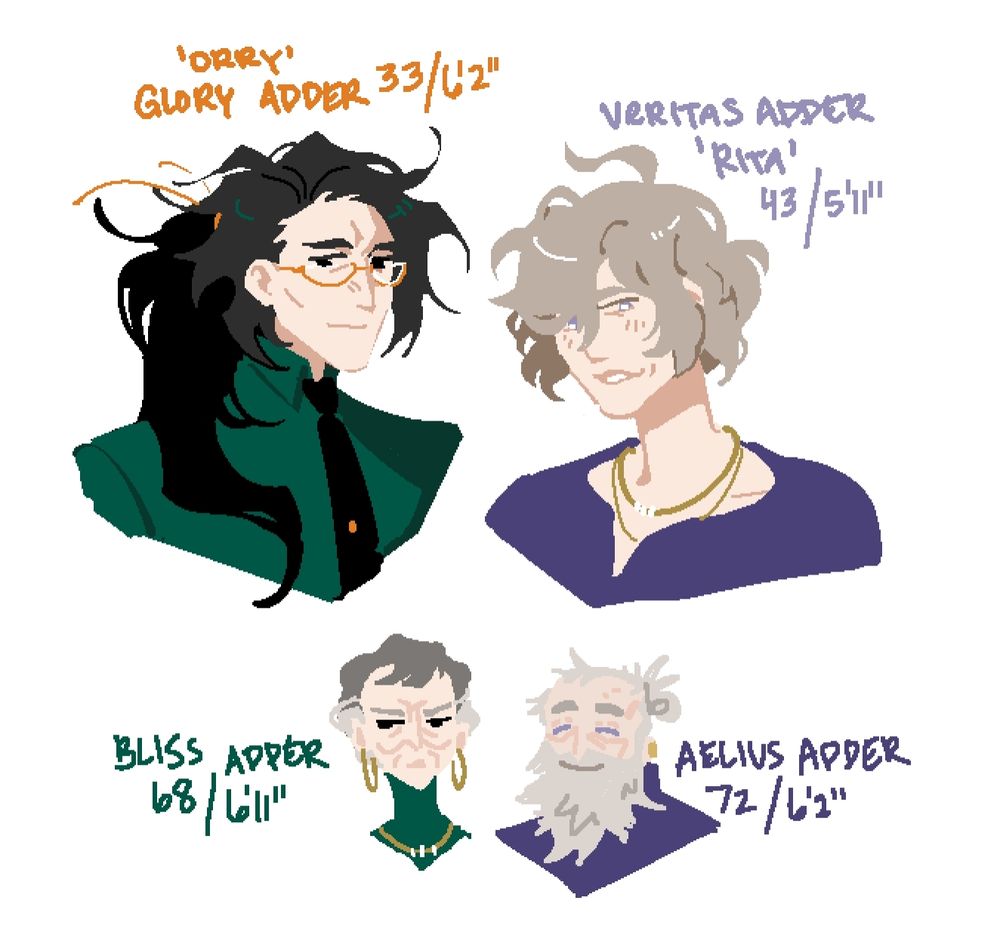 'ORRY'
GLORY ADDER 33/6'2"
VERITAS ADDER
'RITA'
43/5'11"
BLISS ADDER
68/6'11"
AELIUS ADDER
72/6'2"